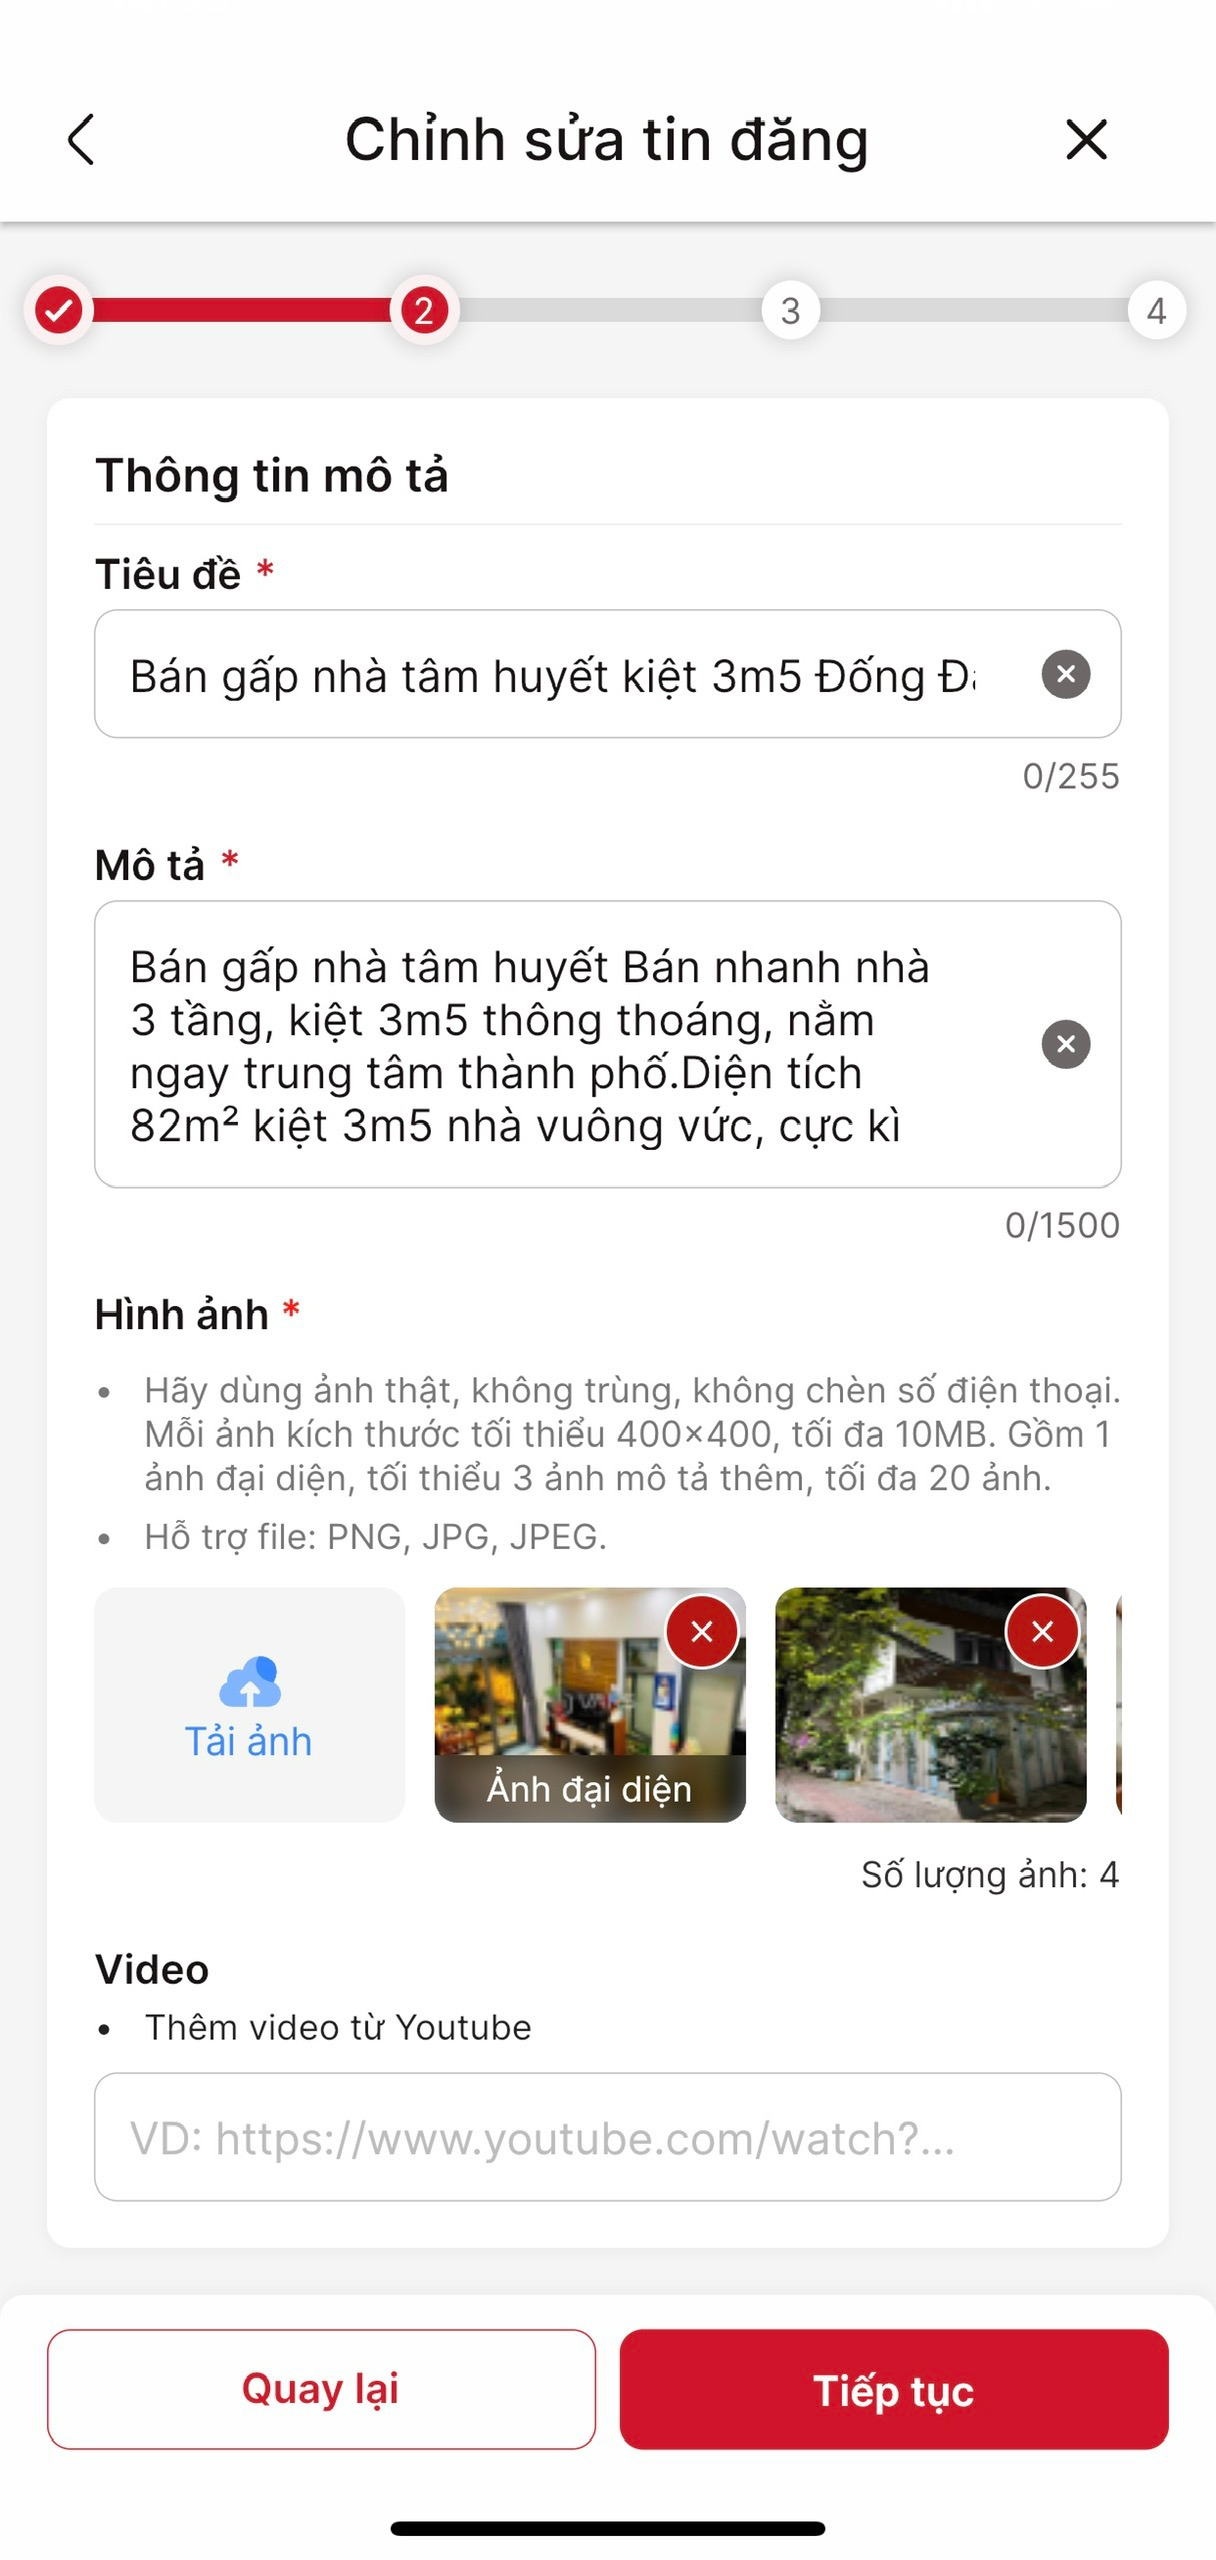 Chỉnh sửa tin đăng
2
3
4
Thông tin mô tả
Tiêu đề *
Bán gấp nhà tâm huyết kiệt 3m5 Đống
0/255
Mô tả *
Bán gấp nhà tâm huyết Bán nhanh nhà
3 tầng, kiệt 3m5 thông thoáng, nằm
ngay trung tâm thành phố.Diện tích
82m² kiệt 3m5 nhà vuông vức, cực kì
0/1500
Hình ảnh *
• Hãy dùng ảnh thật, không trùng, không chèn số điện thoại.
Mỗi ảnh kích thước tối thiểu 400x400, tối đa 10MB. Gồm 1
ảnh đại diện, tối thiểu 3 ảnh mô tả thêm, tối đa 20 ảnh.
• Hỗ trợ file: PNG, JPG, JPEG.
Tải ảnh
Ảnh đại diện
Số lượng ảnh: 4
Video
• Thêm video từ Youtube
VD: https://www.youtube.com/watch?...
Quay lại
Tiếp tục